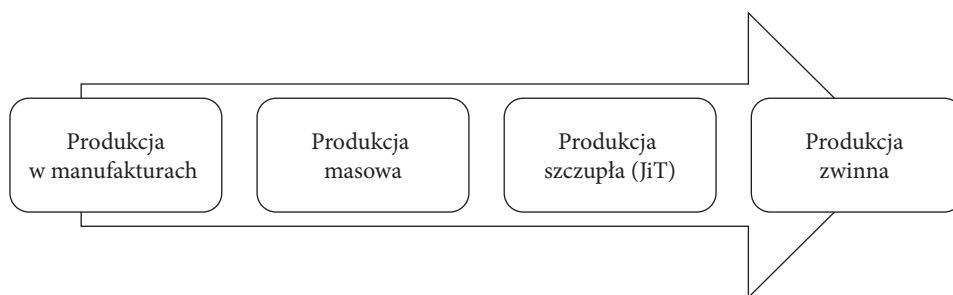 Produkcja
w manufakturach
Produkcja
masowa
Produkcja
szczupła (JiT)
Produkcja
zwinna